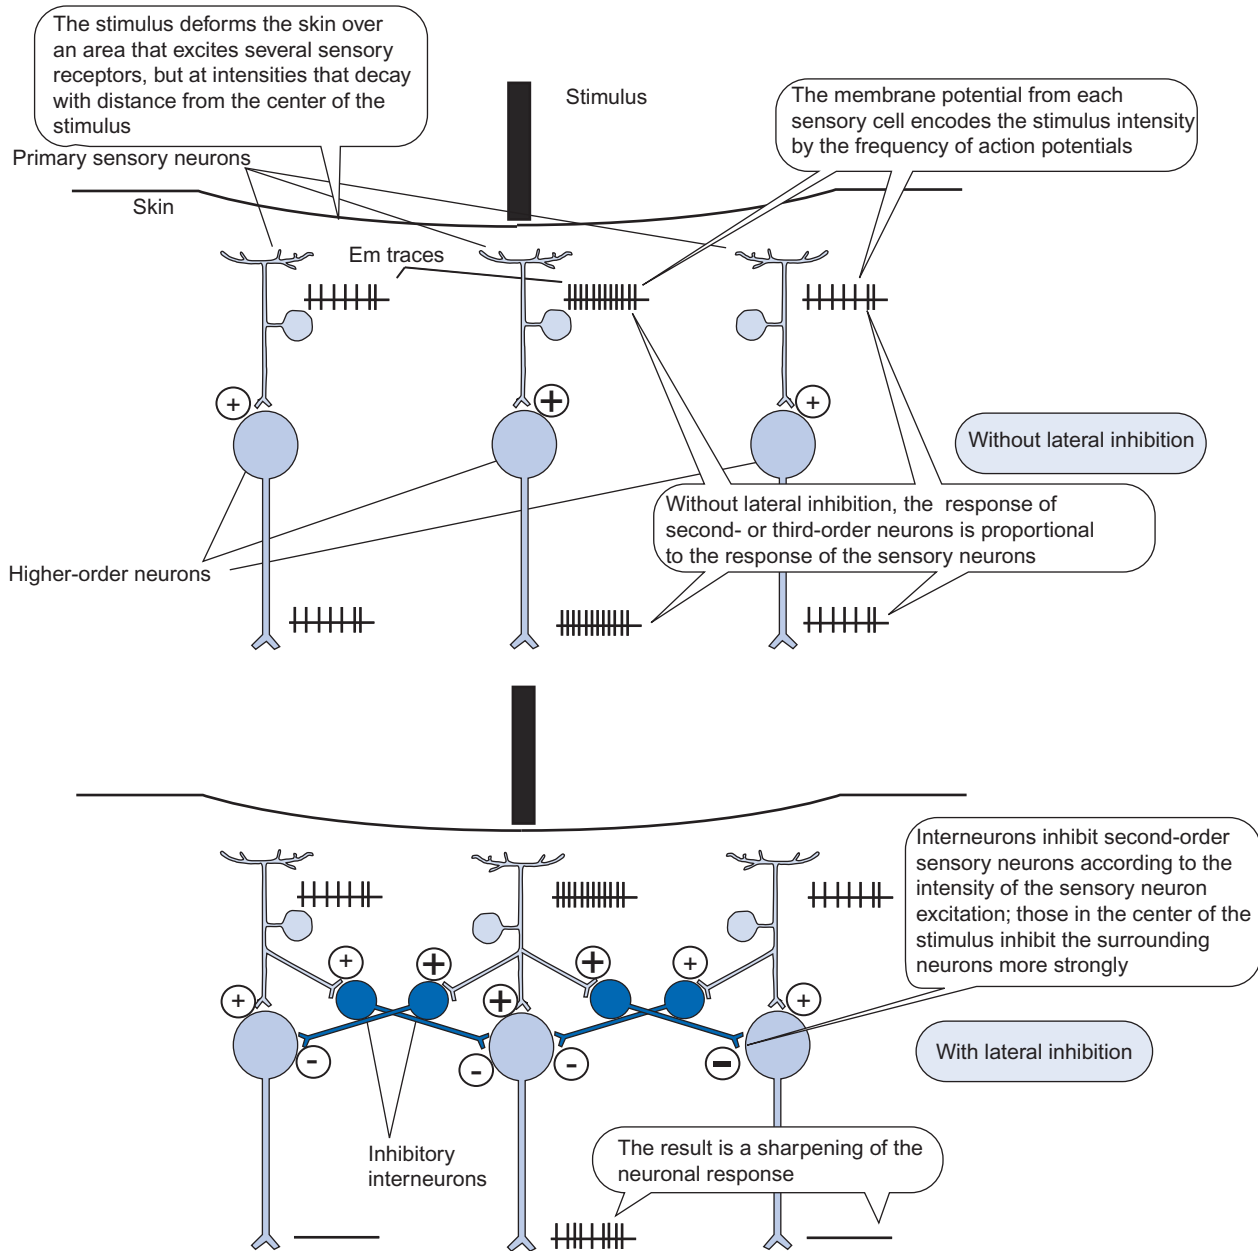 The stimulus deforms the skin over
an area that excites several sensory
receptors, but at intensities that decay
with distance from the center of the
stimulus
Stimulus
The membrane potential from each
sensory cell encodes the stimulus intensity
by the frequency of action potentials
Primary sensory neurons
Skin
Em traces
+
+
+
Without lateral inhibition
Without lateral inhibition, the response of
second- or third-order neurons is proportional
to the response of the sensory neurons
Higher-order neurons
Interneurons inhibit second-order
sensory neurons according to the
intensity of the sensory neuron
excitation; those in the center of the
stimulus inhibit the surrounding
neurons more strongly
+
+
+
+
+
+
+
-
-
-
-
With lateral inhibition
Inhibitory
interneurons
The result is a sharpening of the
neuronal response